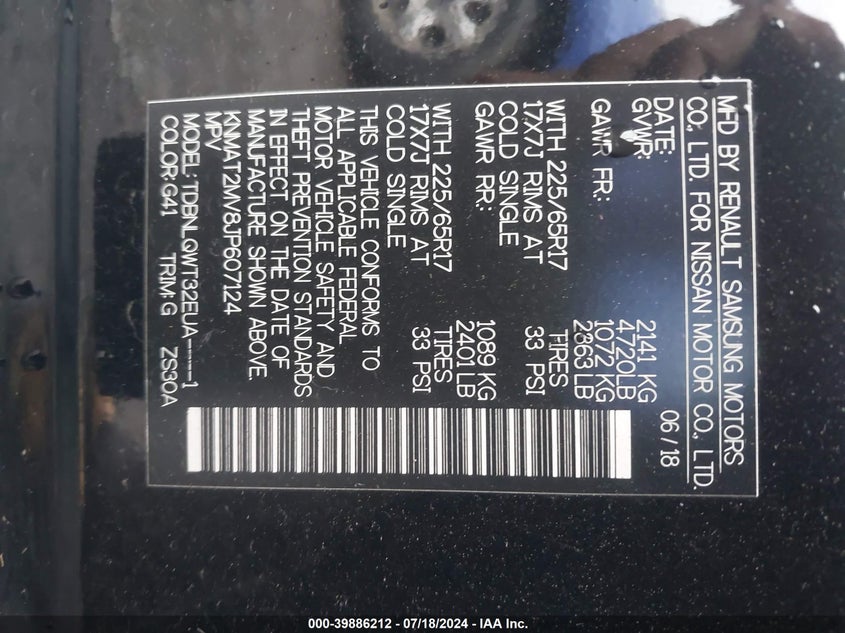 MFD BY RENAULT SAMSUNG MOTORS
CO., LTD. FOR NISSAN MOTOR CO., LTD.
DATE: 06/18
GVWR: 2141 KG
4720LB
GAWR FR: 1072 KG
2363 LB
WITH 225/65R17 TIRES
17X7J RIMS AT 33 PSI
COLD SINGLE
GAWR RR: 1089 KG
2401 LB
WITH 225/65R17 TIRES
17X7J RIMS AT 33 PSI
COLD SINGLE
THIS VEHICLE CONFORMS TO
ALL APPLICABLE FEDERAL
MOTOR VEHICLE SAFETY AND
THEFT PREVENTION STANDARDS
IN EFFECT ON THE DATE OF
MANUFACTURE SHOWN ABOVE.
KNMAT2MV8JP607124
MPV
MODEL: TDBNLQWT32EUA-----1
COLOR:G41 TRIM:G ZS30A
000-39886212 - 07/18/2024 - IAA Inc.